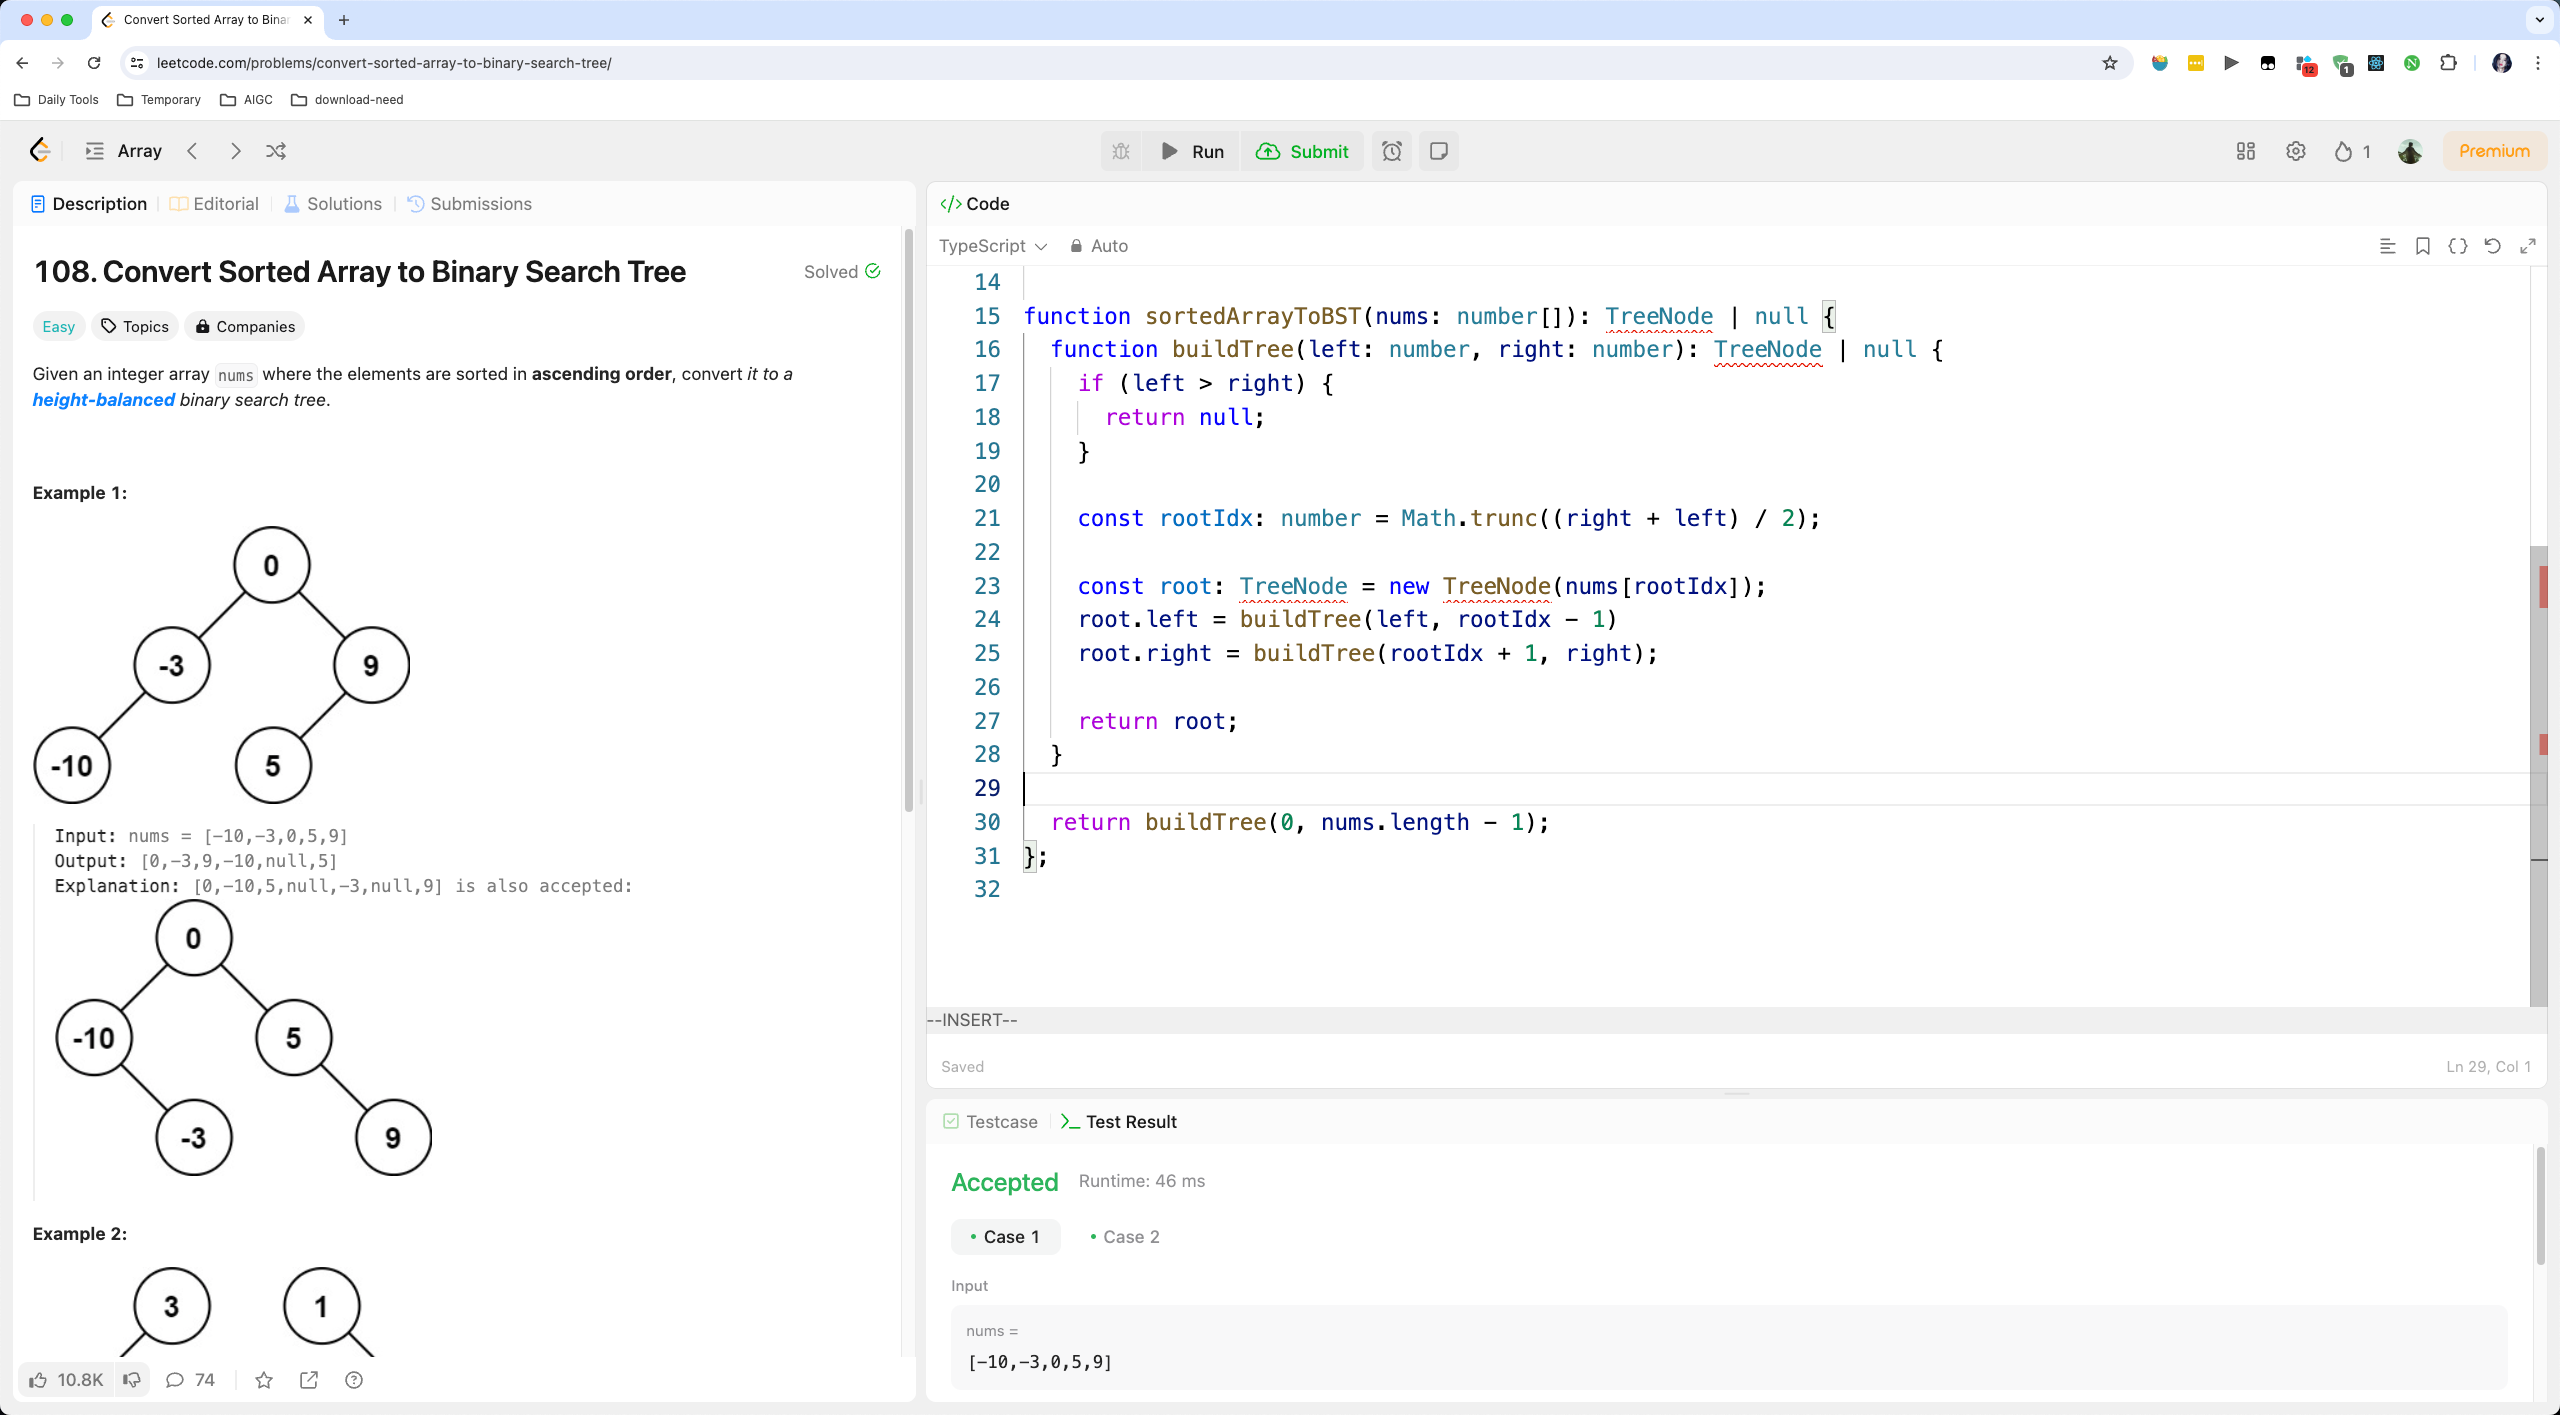 Convert Sorted Array to Binar
leetcode.com/problems/convert-sorted-array-to-binary-search-tree/
12
1
Daily Tools
Temporary
AIGC
download-need
Array
Run
Submit
1
Premium
Description
Editorial
Solutions
Submissions
108. Convert Sorted Array to Binary Search Tree
Solved
Easy
Topics
Companies
Given an integer array nums where the elements are sorted in ascending order, convert it to a
height-balanced binary search tree.
Example 1:
0
-3
9
-10
5
Input: nums = [-10,-3,0,5,9]
Output: [0,-3,9,-10,null,5]
Explanation: [0,-10,5,null,-3,null,9] is also accepted:
0
-10
5
-3
9
Example 2:
3
1
10.8K
74
</> Code
TypeScript
Auto
14
15 function sortedArrayToBST(nums: number[]): TreeNode | null {
16 function buildTree(left: number, right: number): TreeNode | null {
17 if (left > right) {
18 return null;
19 }
20
21 const rootIdx: number = Math.trunc((right + left) / 2);
22
23 const root: TreeNode = new TreeNode(nums[rootIdx]);
24 root.left = buildTree(left, rootIdx - 1)
25 root.right = buildTree(rootIdx + 1, right);
26
27 return root;
28 }
29
30 return buildTree(0, nums.length - 1);
31 };
32
--INSERT--
Saved
Ln 29, Col 1
Testcase
Test Result
Accepted
Runtime: 46 ms
• Case 1
• Case 2
Input
nums =
[-10,-3,0,5,9]